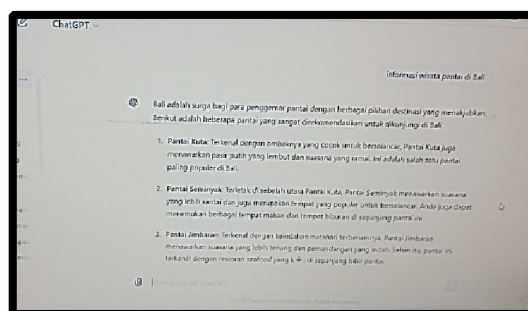 ChatGPT
informasi wisata pantai di Bali
Bali adalah surga bagi para penggemar pantai dengan berbagai pilihan destinasi yang menakjubkan.
Berikut adalah beberapa pantai yang sangat direkomendasikan untuk dikunjungi di Bali:
1. Pantai Kuta: Terkenal dengan ombaknya yang cocok untuk berselancar, Pantai Kuta juga
menawarkan pasir putih yang lembut dan suasana yang ramai. Ini adalah salah satu pantai
paling populer di Bali.
2. Pantai Seminyak: Terletak di sebelah utara Pantai Kuta, Pantai Seminyak menawarkan suasana
yang lebih santai dan juga merupakan tempat yang populer untuk berselancar. Anda juga dapat
menemukan berbagai tempat makan dan tempat hiburan di sepanjang pantai ini.
3. Pantai Jimbaran: Terkenal dengan keindahan matahari terbenamnya, Pantai Jimbaran
menawarkan suasana yang lebih tenang dan pemandangan yang indah. Selain itu, pantai ini
terkenal dengan restoran seafood yang di sepanjang bibir pantai.